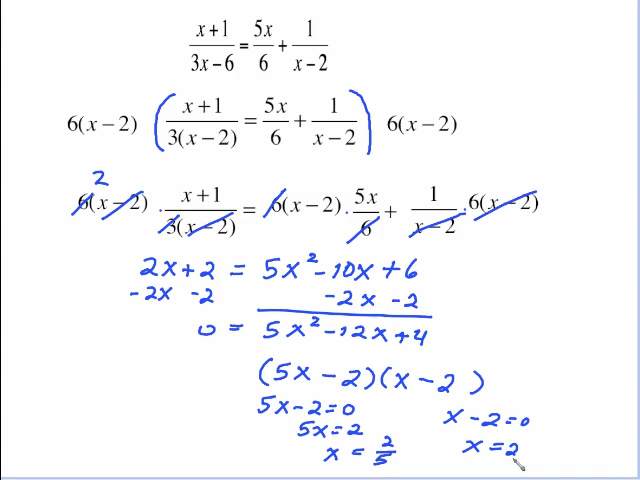 (x+1)/(3x−6) = 5x/6 + 1/(x−2)
6(x−2) ( (x+1)/(3(x−2)) = 5x/6 + 1/(x−2) ) 6(x−2)
2
6(x−2) · (x+1)/(3(x−2)) = 6(x−2) · 5x/6 + 1/(x−2) · 6(x−2)
2x+2 = 5x² −10x +6
−2x −2 −2x −2
0 = 5x² −12x +4
(5x −2)(x −2)
5x−2=0 x −2=0
5x=2 x =2
x = 2/5